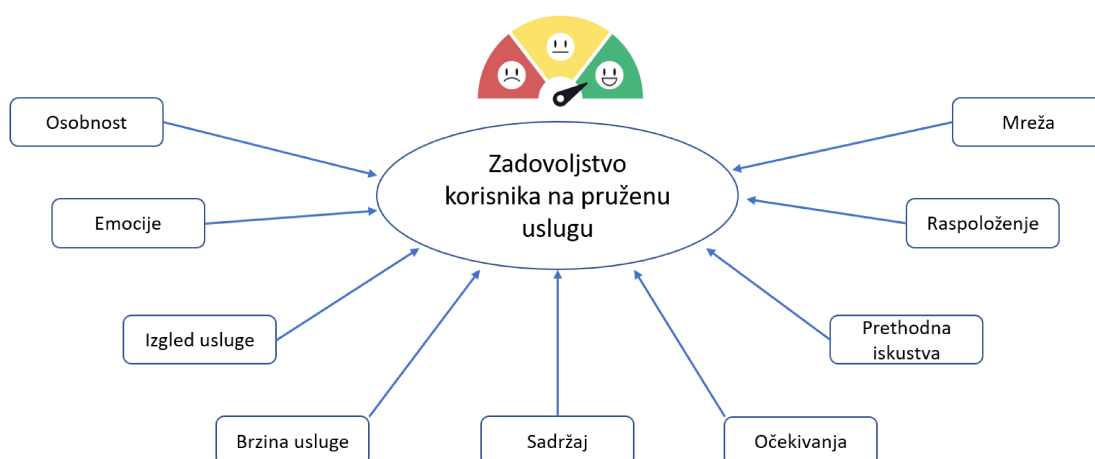 Osobnost
Mreža
Zadovoljstvo
korisnika na pruženu
uslugu
Emocije
Raspoloženje
Izgled usluge
Prethodna
iskustva
Brzina usluge
Sadržaj
Očekivanja